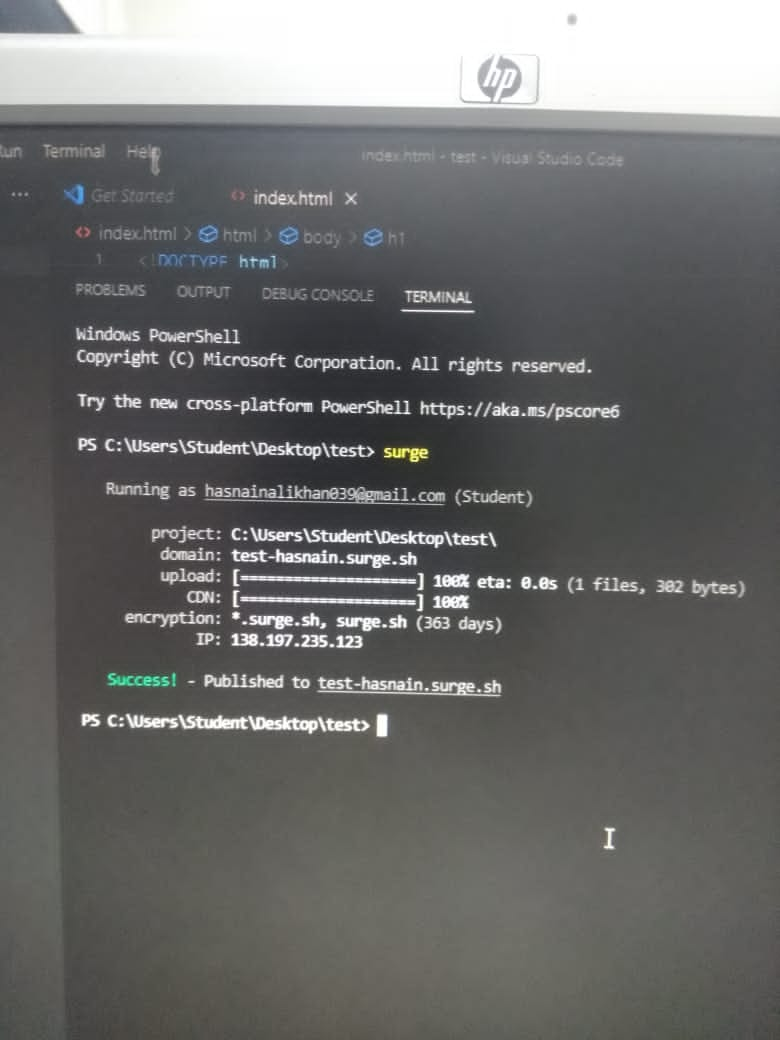 hp
Terminal Help
index.html - test - Visual Studio Code
... Get Started index.html ×
index.html > html > body > h1
1 <!DOCTYPE html>
PROBLEMS OUTPUT DEBUG CONSOLE TERMINAL
Windows PowerShell
Copyright (C) Microsoft Corporation. All rights reserved.
Try the new cross-platform PowerShell https://aka.ms/pscore6
PS C:\Users\Student\Desktop\test> surge
Running as hasnainalikhan039@gmail.com (Student)
project: C:\Users\Student\Desktop\test\
domain: test-hasnain.surge.sh
upload: [====================] 100% eta: 0.0s (1 files, 302 bytes)
CDN: [====================] 100%
encryption: *.surge.sh, surge.sh (363 days)
IP: 138.197.235.123
Success! - Published to test-hasnain.surge.sh
PS C:\Users\Student\Desktop\test>